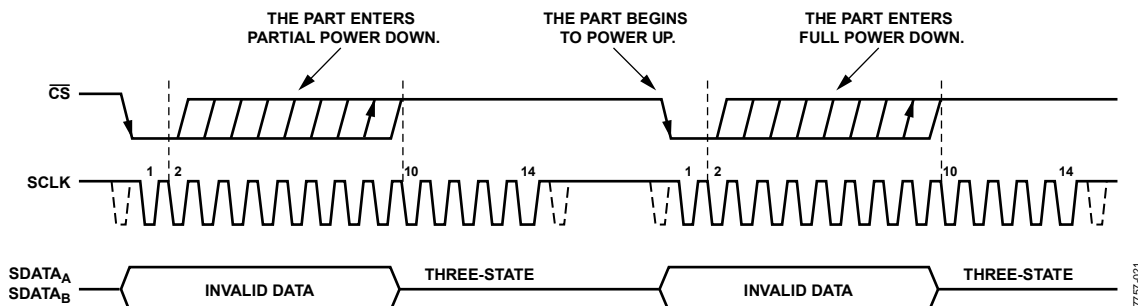 THE PART ENTERS
PARTIAL POWER DOWN.
THE PART BEGINS
TO POWER UP.
THE PART ENTERS
FULL POWER DOWN.
CS
SCLK
1 2 10 14 1 2 10 14
SDATAA
SDATAB
INVALID DATA THREE-STATE INVALID DATA THREE-STATE